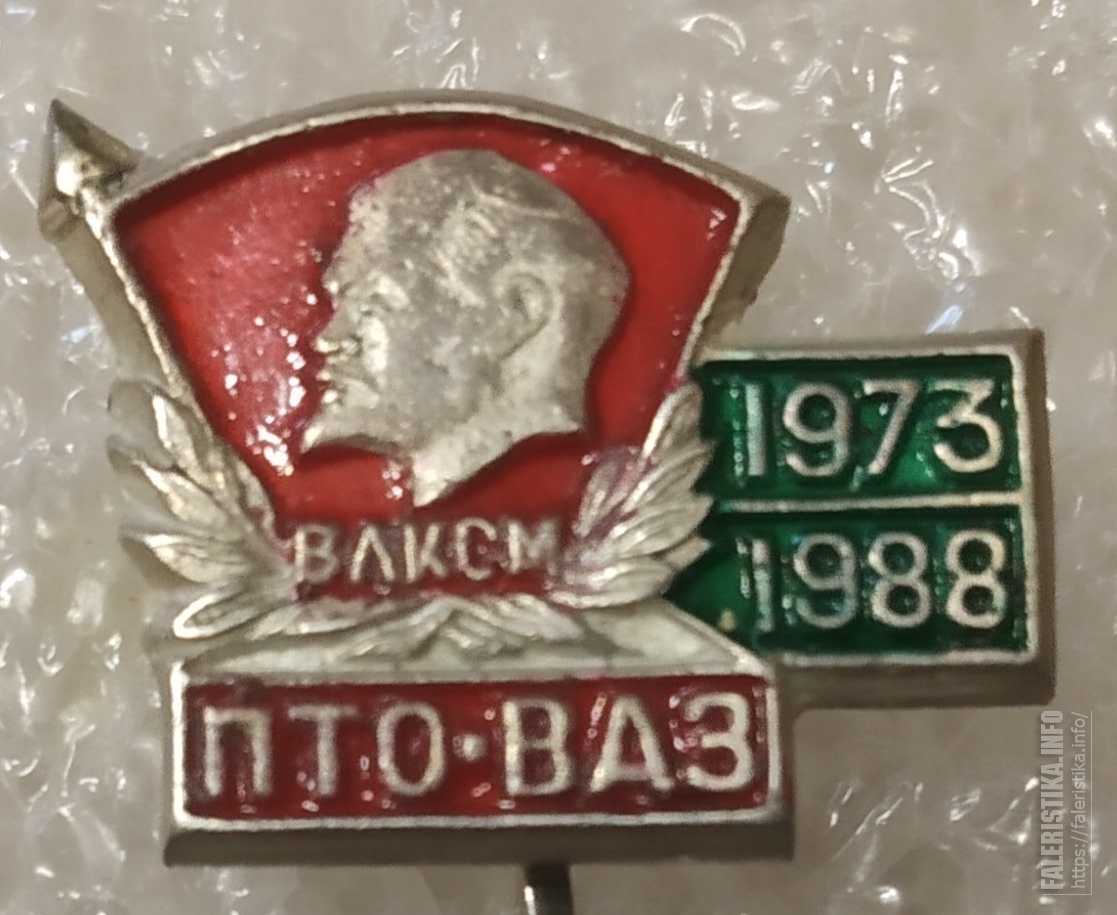 ВЛКСМ
1973
1988
ПТО·ВАЗ
FALERISTIKA.INFO
https://faleristika.info/